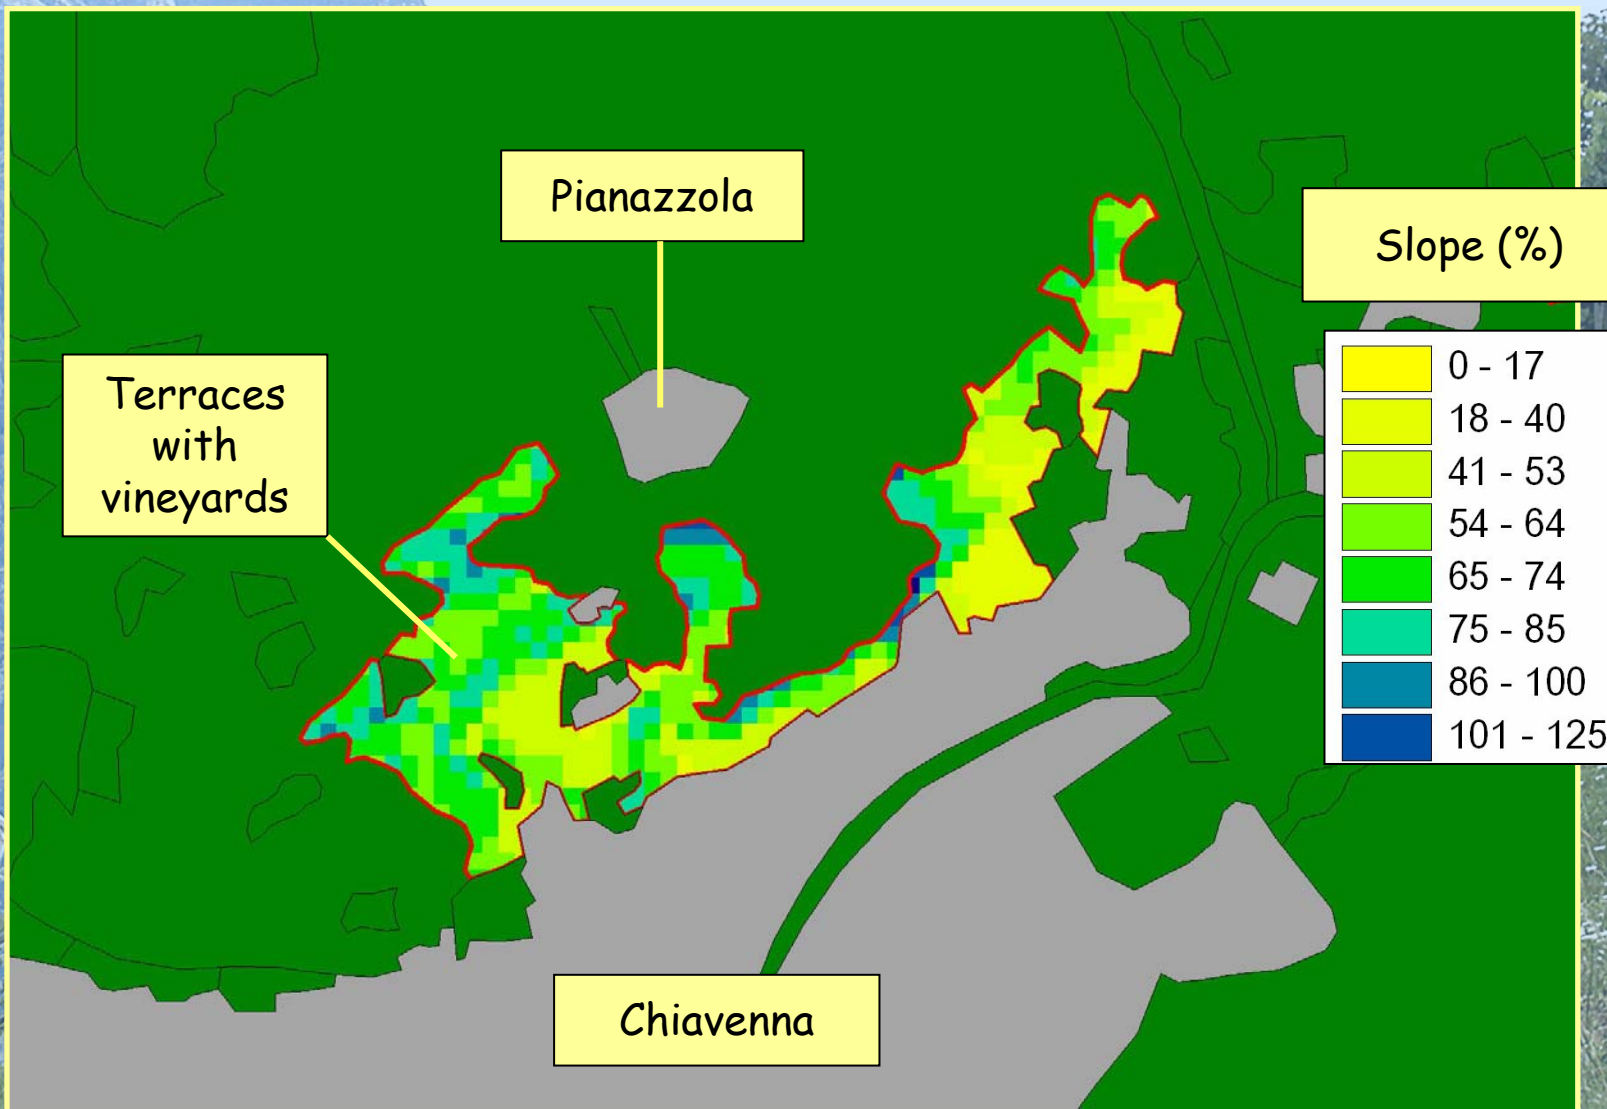 Pianazzola
Slope (%)
Terraces
with
vineyards
0 - 17
18 - 40
41 - 53
54 - 64
65 - 74
75 - 85
86 - 100
101 - 125
Chiavenna